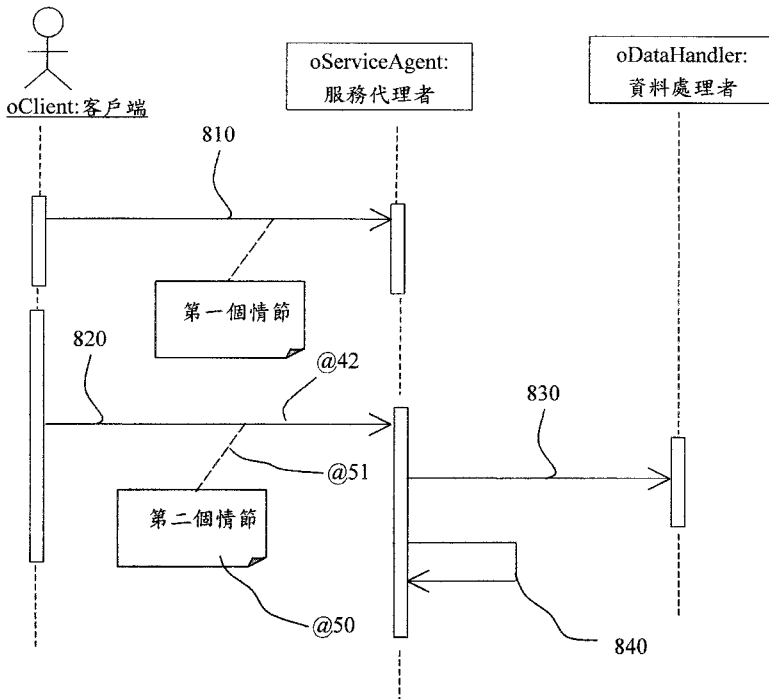 oServiceAgent:
服務代理者
oDataHandler:
資料處理者
oClient:客戶端
810
第一個情節
820
@42
830
@51
第二個情節
@50
840